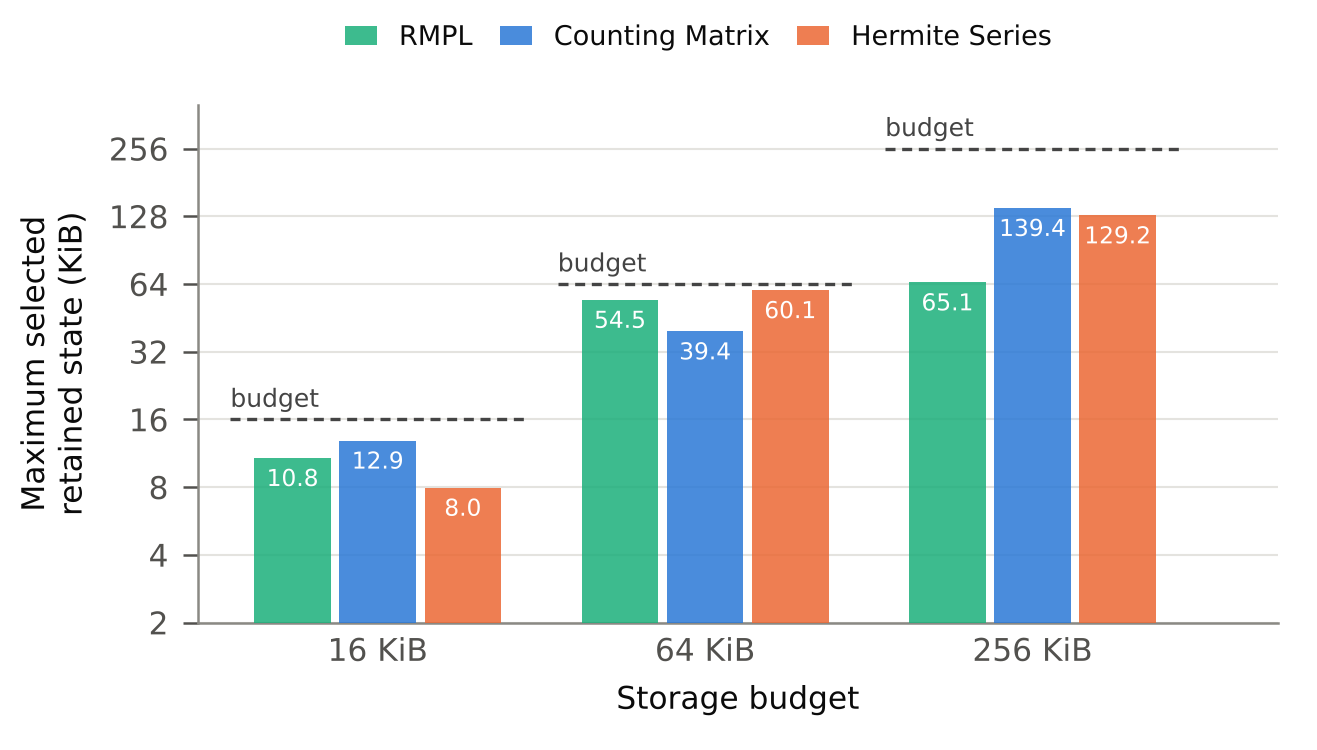 RMPL Counting Matrix Hermite Series
Maximum selected
retained state (KiB)
256
128
64
32
16
8
4
2
budget
budget
budget
10.8
12.9
8.0
54.5
39.4
60.1
65.1
139.4
129.2
16 KiB 64 KiB 256 KiB
Storage budget